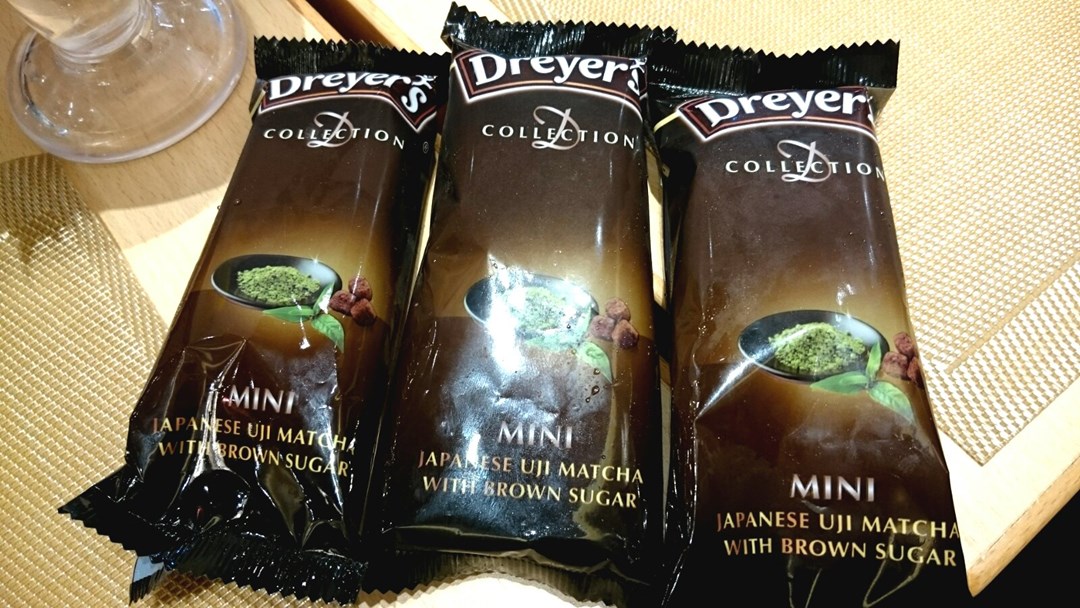 Dreyer's
COLLECTION
MINI
JAPANESE UJI MATCHA
WITH BROWN SUGAR
Dreyer's
D
COLLECTION
MINI
JAPANESE UJI MATCHA
WITH BROWN SUGAR
Dreyer's
D
COLLECTION
MINI
JAPANESE UJI MATCHA
WITH BROWN SUGAR